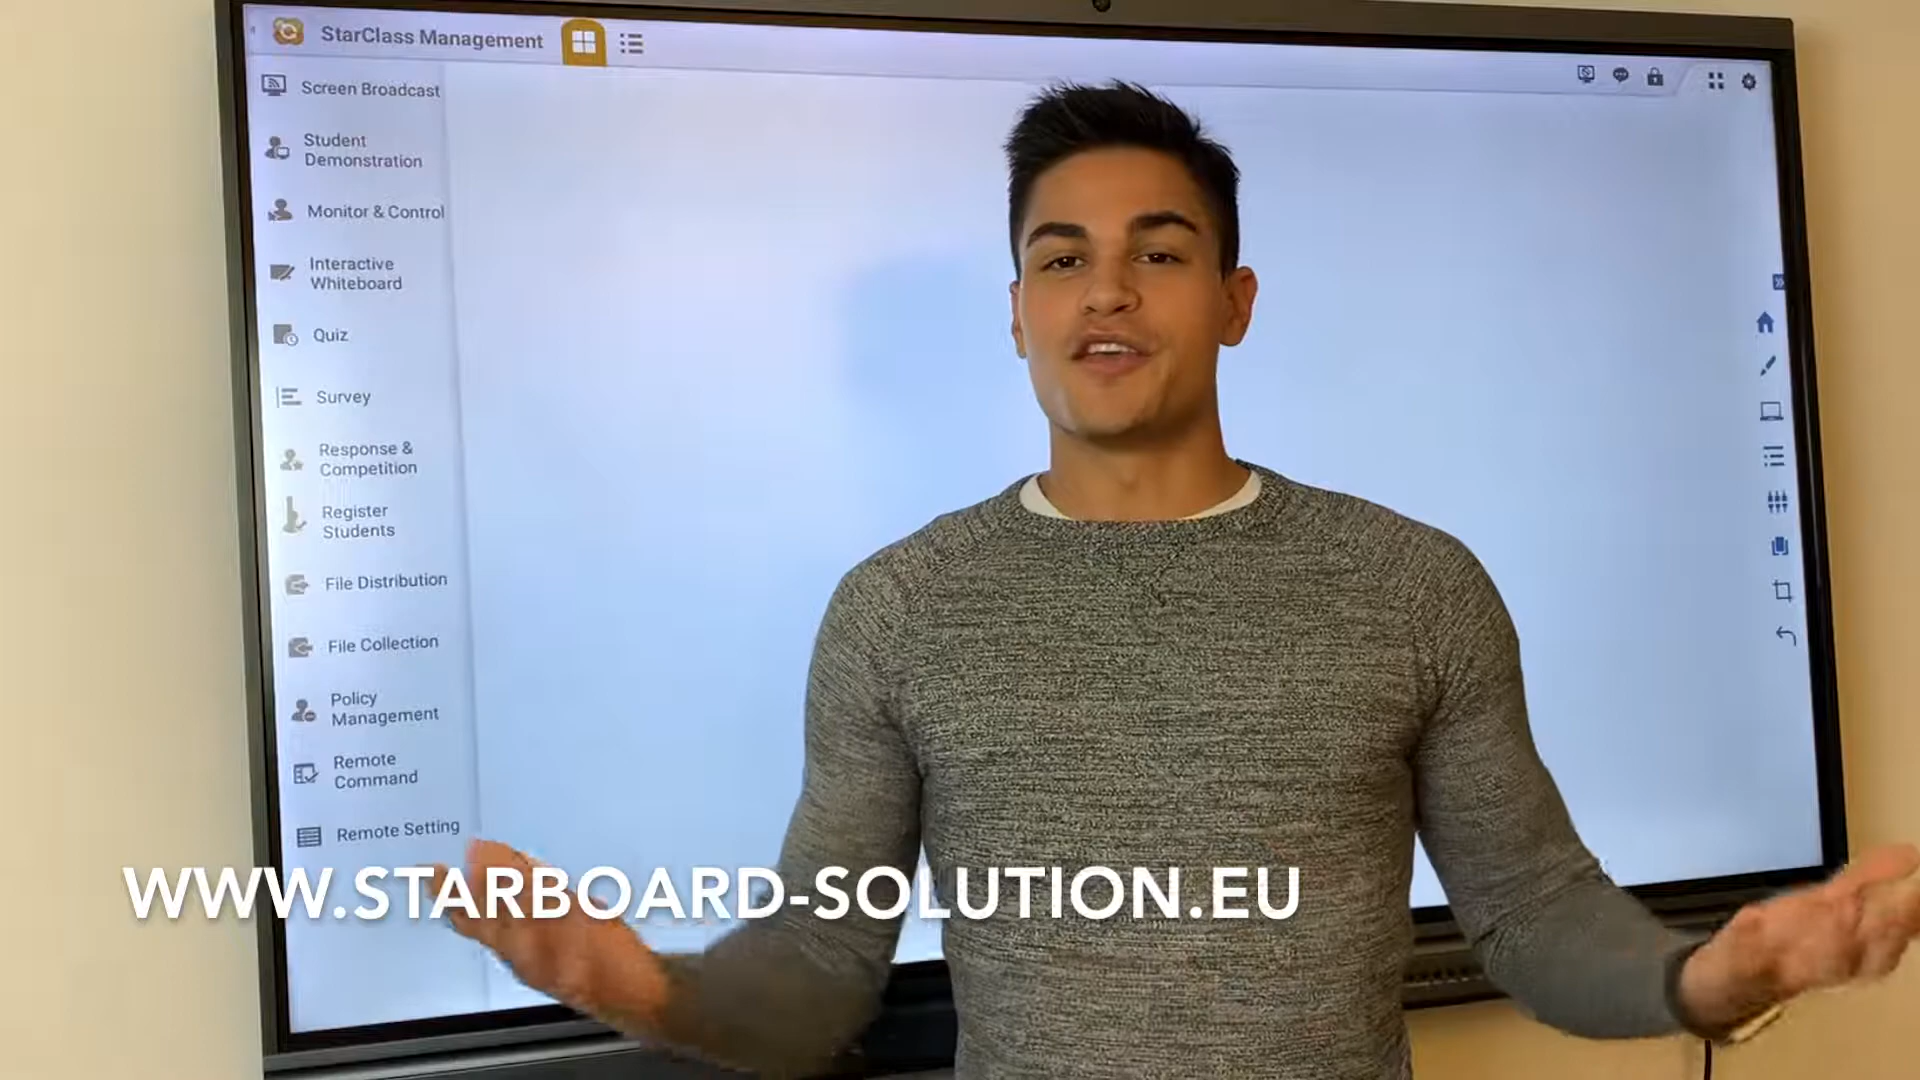 StarClass Management
Screen Broadcast
Student
Demonstration
Monitor & Control
Interactive
Whiteboard
Quiz
Survey
Response &
Competition
Register
Students
File Distribution
File Collection
Policy
Management
Remote
Command
Remote Setting
WWW.STARBOARD-SOLUTION.EU